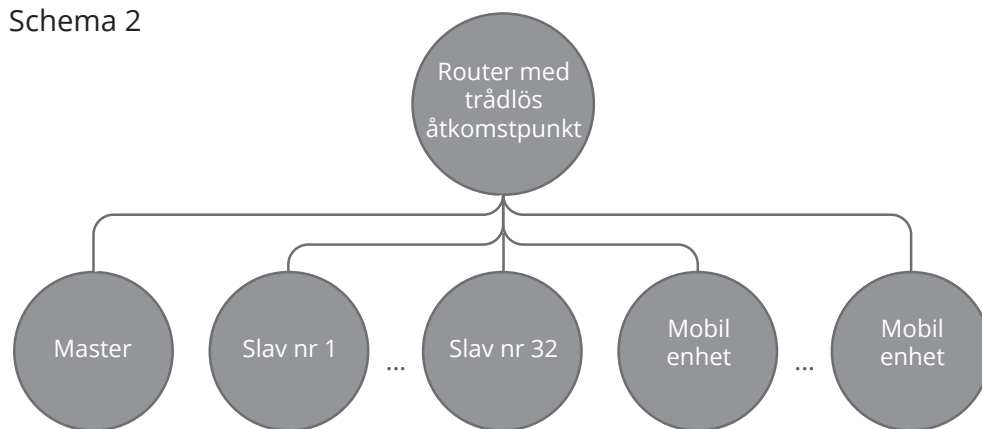 Schema 2
Router med
trådlös
åtkomstpunkt
Master
Slav nr 1
...
Slav nr 32
Mobil
enhet
...
Mobil
enhet